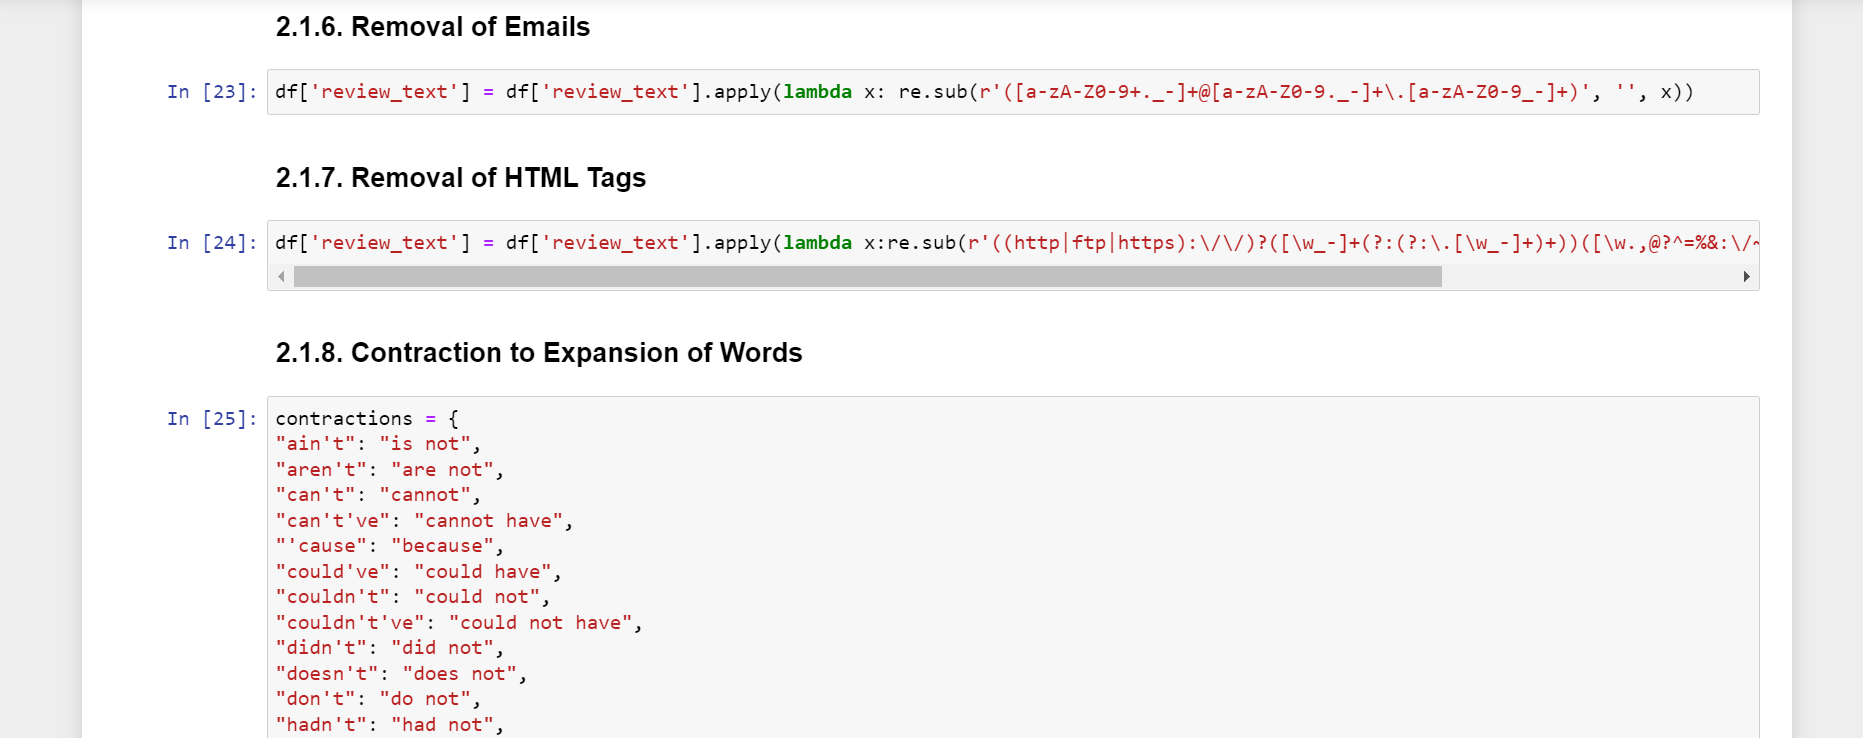 2.1.6. Removal of Emails
In [23]: df['review_text'] = df['review_text'].apply(lambda x: re.sub(r'([a-zA-Z0-9+._-]+@[a-zA-Z0-9._-]+\.[a-zA-Z0-9_-]+)', '', x))
2.1.7. Removal of HTML Tags
In [24]: df['review_text'] = df['review_text'].apply(lambda x:re.sub(r'((http|ftp|https):\/\/)?([\w_-]+(?:(?:\.[\w_-]+)+))([\w.,@?^=%&:\/~
2.1.8. Contraction to Expansion of Words
In [25]: contractions = {
"ain't": "is not",
"aren't": "are not",
"can't": "cannot",
"can't've": "cannot have",
"'cause": "because",
"could've": "could have",
"couldn't": "could not",
"couldn't've": "could not have",
"didn't": "did not",
"doesn't": "does not",
"don't": "do not",
"hadn't": "had not",